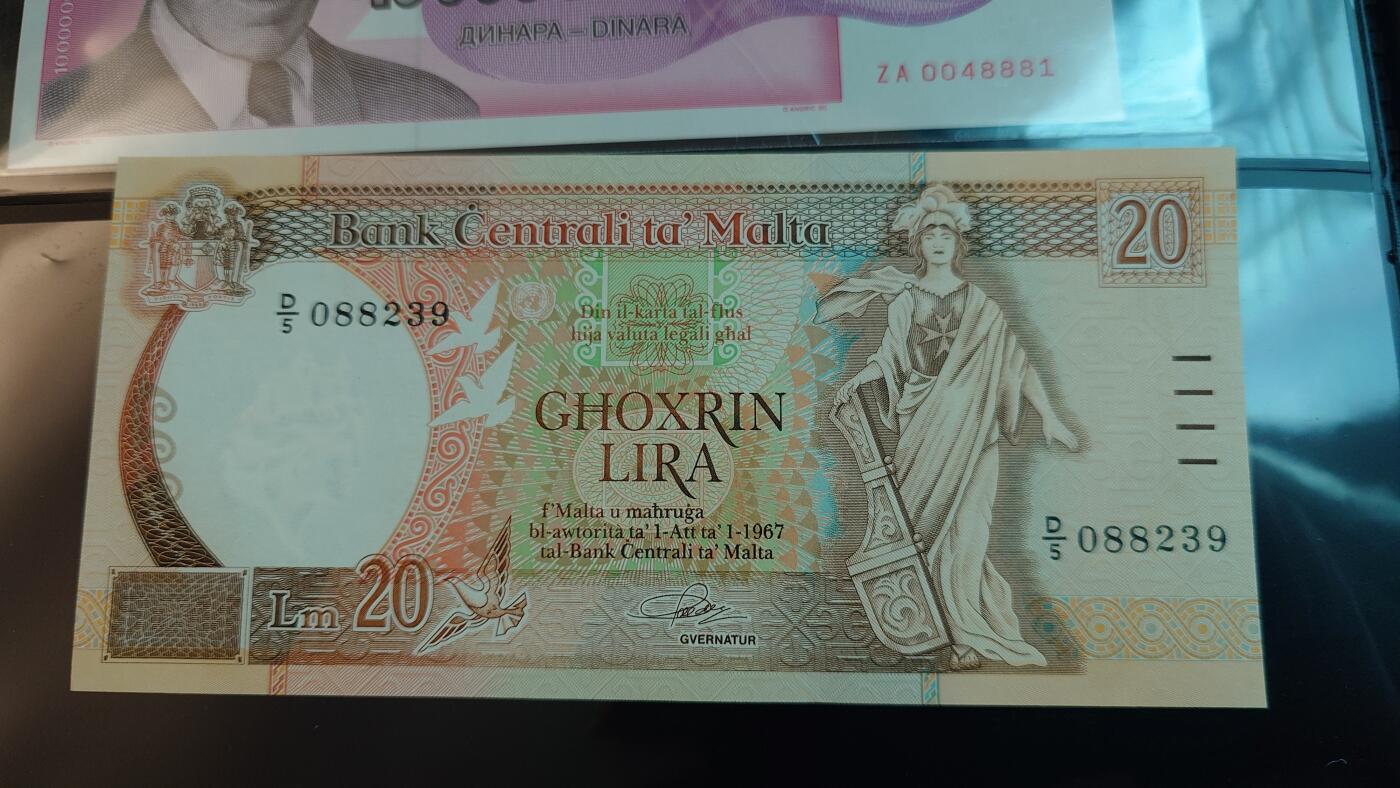 ДИНАРА – DINARA
ZA 0048881
Bank Ċentrali ta' Malta
20
D/5 088239
Din il-karta tal-flus
hija valuta legali għal
GĦOXRIN
LIRA
f'Malta u maħruġa
bl-awtorità ta' l-Att ta' l-1967
tal-Bank Ċentrali ta' Malta
D/5 088239
Lm 20
GVERNATUR